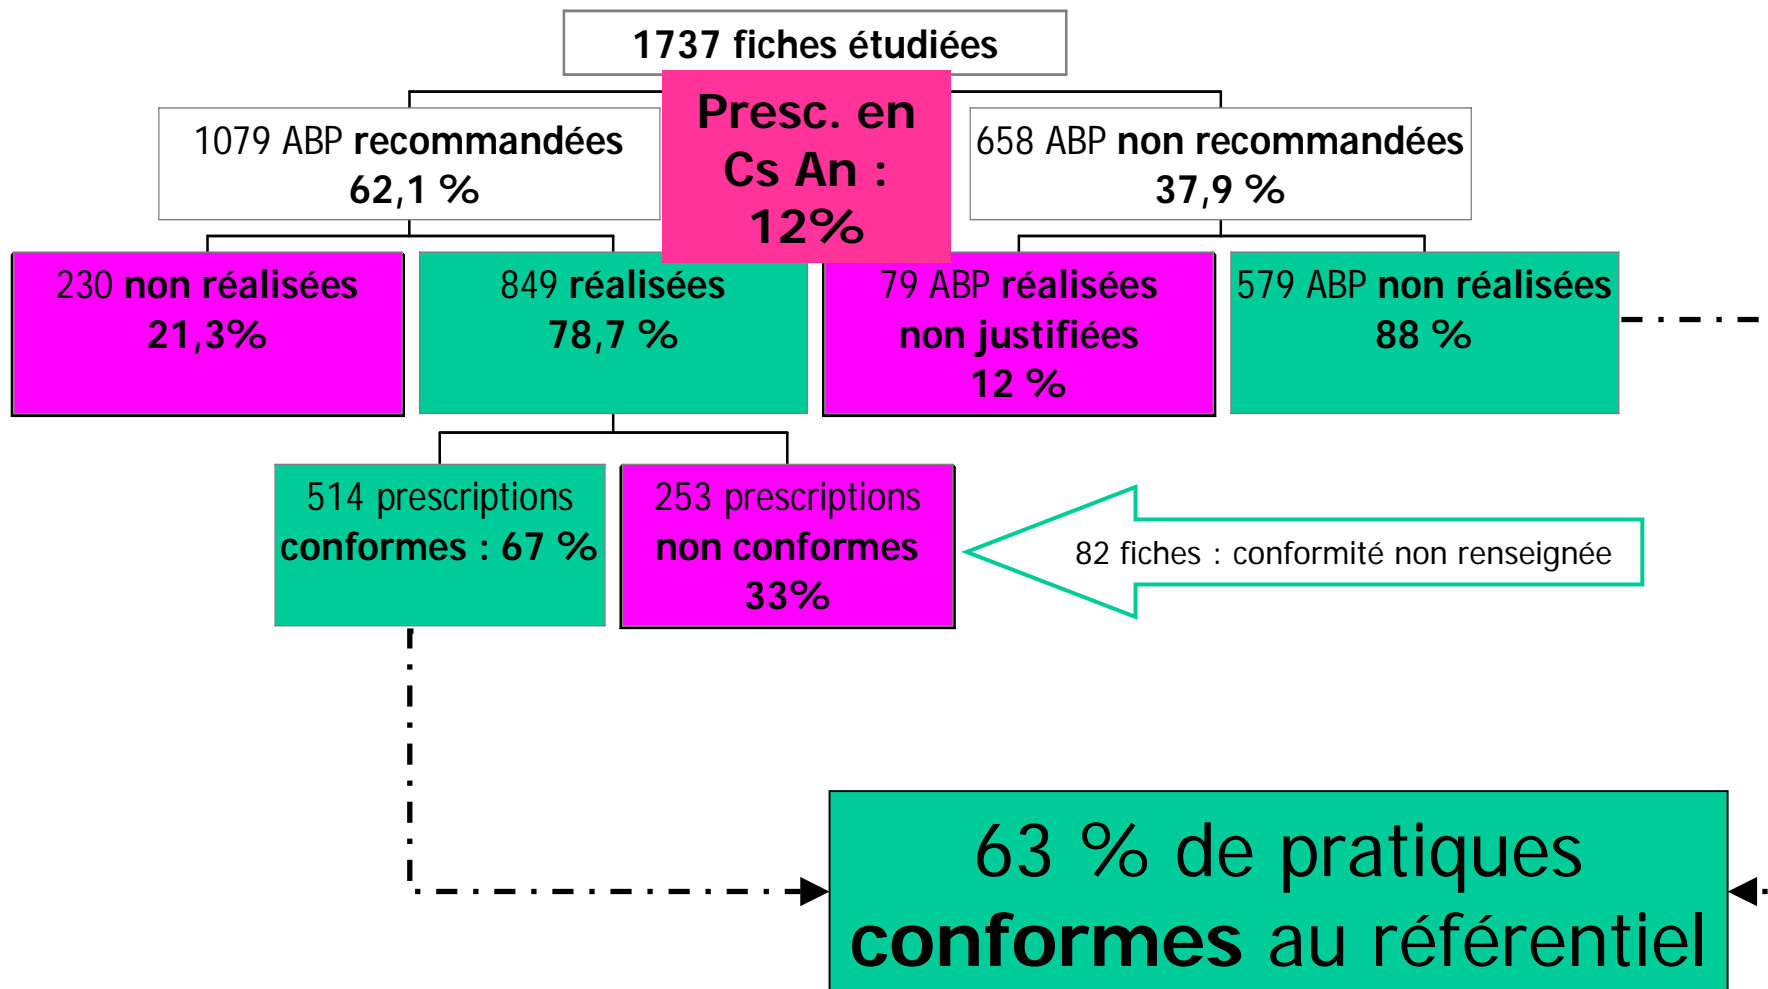 1737 fiches étudiées
Presc. en
Cs An :
12%
1079 ABP recommandées
62,1 %
658 ABP non recommandées
37,9 %
230 non réalisées
21,3%
849 réalisées
78,7 %
79 ABP réalisées
non justifiées
12 %
579 ABP non réalisées
88 %
514 prescriptions
conformes : 67 %
253 prescriptions
non conformes
33%
82 fiches : conformité non renseignée
63 % de pratiques
conformes au référentiel